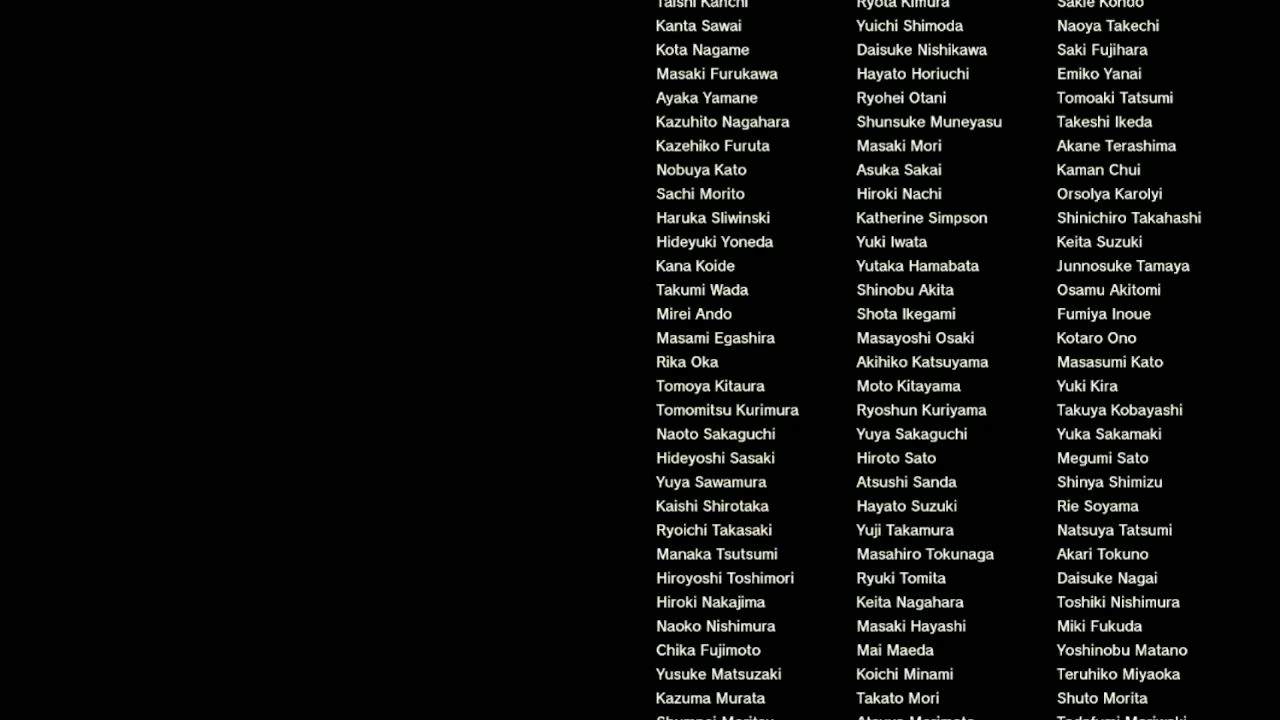 Taishi Kanchi Ryota Kimura Sakie Kondo
Kanta Sawai Yuichi Shimoda Naoya Takechi
Kota Nagame Daisuke Nishikawa Saki Fujihara
Masaki Furukawa Hayato Horiuchi Emiko Yanai
Ayaka Yamane Ryohei Otani Tomoaki Tatsumi
Kazuhito Nagahara Shunsuke Muneyasu Takeshi Ikeda
Kazehiko Furuta Masaki Mori Akane Terashima
Nobuya Kato Asuka Sakai Kaman Chui
Sachi Morito Hiroki Nachi Orsolya Karolyi
Haruka Sliwinski Katherine Simpson Shinichiro Takahashi
Hideyuki Yoneda Yuki Iwata Keita Suzuki
Kana Koide Yutaka Hamabata Junnosuke Tamaya
Takumi Wada Shinobu Akita Osamu Akitomi
Mirei Ando Shota Ikegami Fumiya Inoue
Masami Egashira Masayoshi Osaki Kotaro Ono
Rika Oka Akihiko Katsuyama Masasumi Kato
Tomoya Kitaura Moto Kitayama Yuki Kira
Tomomitsu Kurimura Ryoshun Kuriyama Takuya Kobayashi
Naoto Sakaguchi Yuya Sakaguchi Yuka Sakamaki
Hideyoshi Sasaki Hiroto Sato Megumi Sato
Yuya Sawamura Atsushi Sanda Shinya Shimizu
Kaishi Shirotaka Hayato Suzuki Rie Soyama
Ryoichi Takasaki Yuji Takamura Natsuya Tatsumi
Manaka Tsutsumi Masahiro Tokunaga Akari Tokuno
Hiroyoshi Toshimori Ryuki Tomita Daisuke Nagai
Hiroki Nakajima Keita Nagahara Toshiki Nishimura
Naoko Nishimura Masaki Hayashi Miki Fukuda
Chika Fujimoto Mai Maeda Yoshinobu Matano
Yusuke Matsuzaki Koichi Minami Teruhiko Miyaoka
Kazuma Murata Takato Mori Shuto Morita